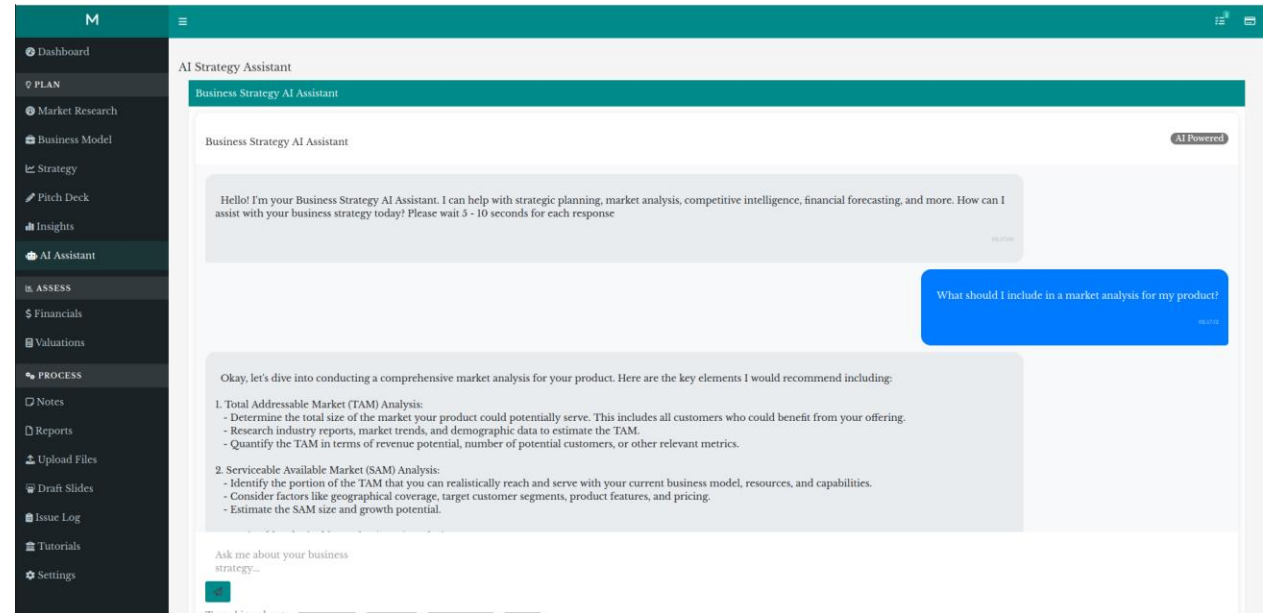 M
Dashboard
PLAN
Market Research
Business Model
Strategy
Pitch Deck
Insights
AI Assistant
ASSESS
$ Financials
Valuations
PROCESS
Notes
Reports
Upload Files
Draft Slides
Issue Log
Tutorials
Settings
AI Strategy Assistant
Business Strategy AI Assistant
Business Strategy AI Assistant
AI Powered
Hello! I'm your Business Strategy AI Assistant. I can help with strategic planning, market analysis, competitive intelligence, financial forecasting, and more. How can I
assist with your business strategy today? Please wait 5 - 10 seconds for each response
What should I include in a market analysis for my product?
Okay, let's dive into conducting a comprehensive market analysis for your product. Here are the key elements I would recommend including:
1. Total Addressable Market (TAM) Analysis:
- Determine the total size of the market your product could potentially serve. This includes all customers who could benefit from your offering.
- Research industry reports, market trends, and demographic data to estimate the TAM.
- Quantify the TAM in terms of revenue potential, number of potential customers, or other relevant metrics.
2. Serviceable Available Market (SAM) Analysis:
- Identify the portion of the TAM that you can realistically reach and serve with your current business model, resources, and capabilities.
- Consider factors like geographical coverage, target customer segments, product features, and pricing.
- Estimate the SAM size and growth potential.
Ask me about your business
strategy...